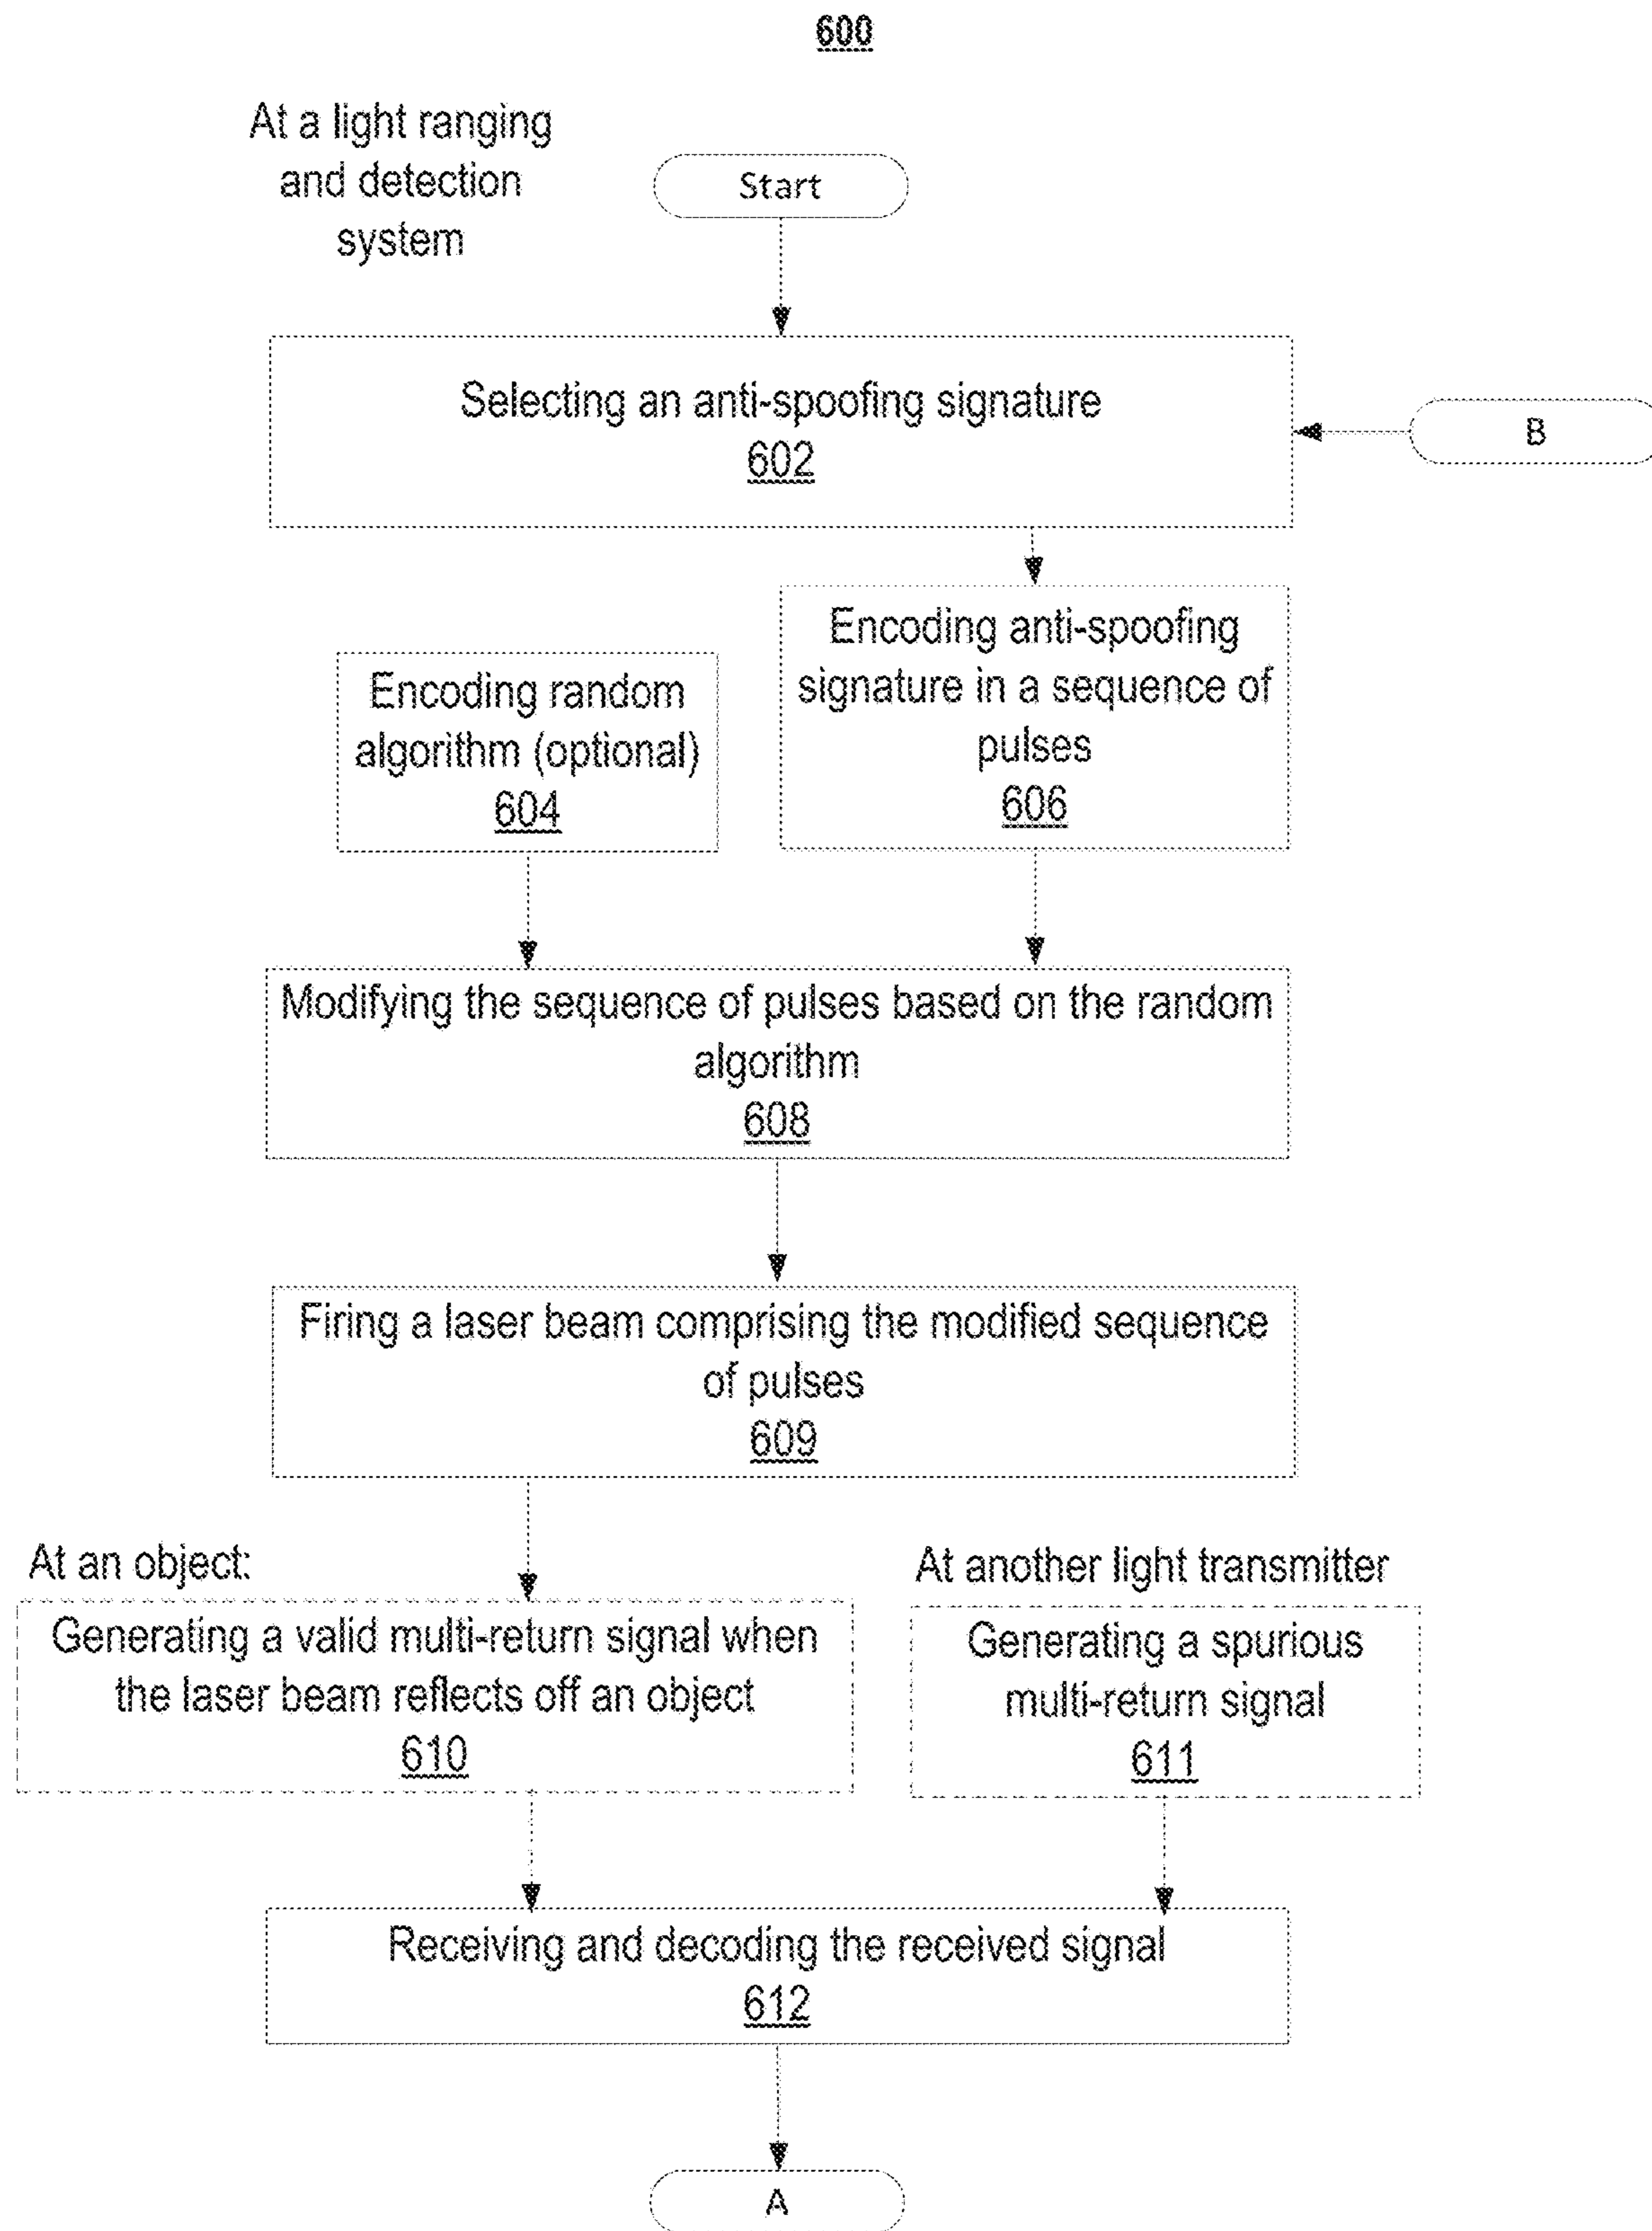 600
At a light ranging
and detection
system
Start
Selecting an anti-spoofing signature
602
B
Encoding random
algorithm (optional)
604
Encoding anti-spoofing
signature in a sequence of
pulses
606
Modifying the sequence of pulses based on the random
algorithm
608
Firing a laser beam comprising the modified sequence
of pulses
609
At an object:
Generating a valid multi-return signal when
the laser beam reflects off an object
610
At another light transmitter
Generating a spurious
multi-return signal
611
Receiving and decoding the received signal
612
A